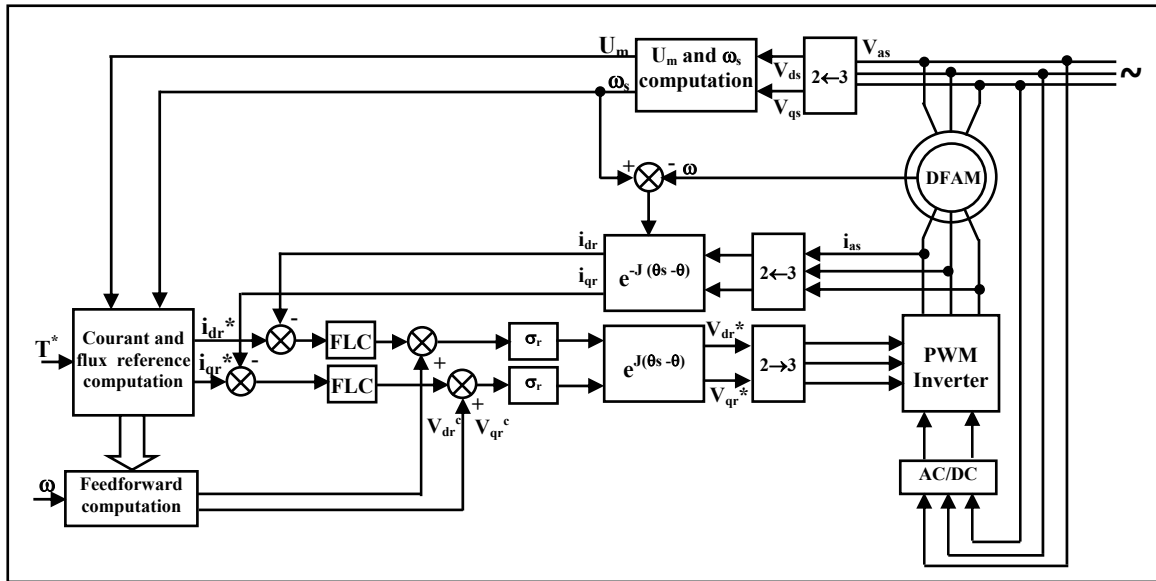 U_m
U_m and ω_s
computation
V_ds
V_qs
2←3
V_as
~
ω_s
+
-
ω
DFAM
i_dr
i_qr
e^-J (θs -θ)
2←3
i_as
T*
Courant and
flux reference
computation
i_dr*
i_qr*
-
-
FLC
FLC
+
+
V_dr^c
V_qr^c
σ_r
σ_r
e^J(θs -θ)
V_dr*
V_qr*
2→3
PWM
Inverter
AC/DC
ω
Feedforward
computation